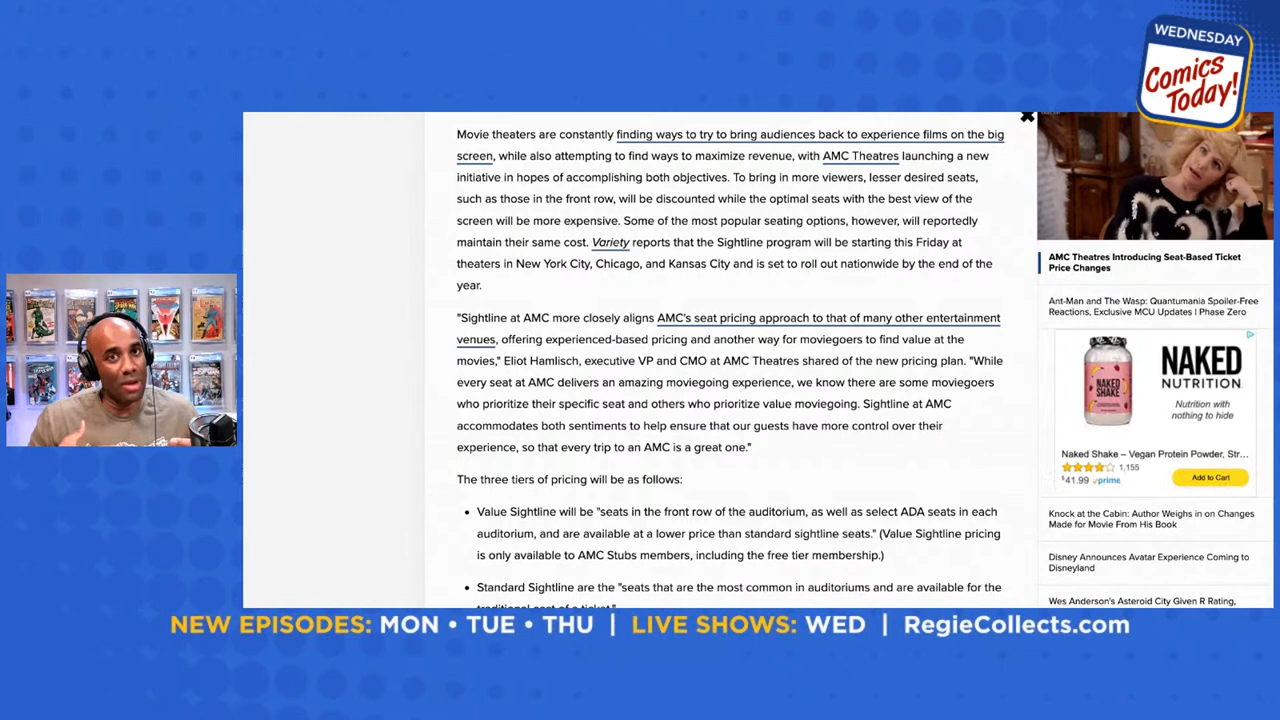 WEDNESDAY
Comics
Today!
Movie theaters are constantly finding ways to try to bring audiences back to experience films on the big
screen, while also attempting to find ways to maximize revenue, with AMC Theatres launching a new
initiative in hopes of accomplishing both objectives. To bring in more viewers, lesser desired seats,
such as those in the front row, will be discounted while the optimal seats with the best view of the
screen will be more expensive. Some of the most popular seating options, however, will reportedly
maintain their same cost. Variety reports that the Sightline program will be starting this Friday at
theaters in New York City, Chicago, and Kansas City and is set to roll out nationwide by the end of the
year.
"Sightline at AMC more closely aligns AMC's seat pricing approach to that of many other entertainment
venues, offering experienced-based pricing and another way for moviegoers to find value at the
movies," Eliot Hamlisch, executive VP and CMO at AMC Theatres shared of the new pricing plan. "While
every seat at AMC delivers an amazing moviegoing experience, we know there are some moviegoers
who prioritize their specific seat and others who prioritize value moviegoing. Sightline at AMC
accommodates both sentiments to help ensure that our guests have more control over their
experience, so that every trip to an AMC is a great one."
The three tiers of pricing will be as follows:
• Value Sightline will be "seats in the front row of the auditorium, as well as select ADA seats in each
auditorium, and are available at a lower price than standard sightline seats." (Value Sightline pricing
is only available to AMC Stubs members, including the free tier membership.)
• Standard Sightline are the "seats that are the most common in auditoriums and are available for the
traditional cost of a ticket."
AMC Theatres Introducing Seat-Based Ticket
Price Changes
Ant-Man and The Wasp: Quantumania Spoiler-Free
Reactions, Exclusive MCU Updates | Phase Zero
NAKED
SHAKE
NAKED
NUTRITION.
Nutrition with
nothing to hide
Naked Shake – Vegan Protein Powder, Str...
1,155
$41.99 prime
Add to Cart
Knock at the Cabin: Author Weighs in on Changes
Made for Movie From His Book
Disney Announces Avatar Experience Coming to
Disneyland
Wes Anderson's Asteroid City Given R Rating,
NEW EPISODES: MON • TUE • THU | LIVE SHOWS: WED | RegieCollects.com